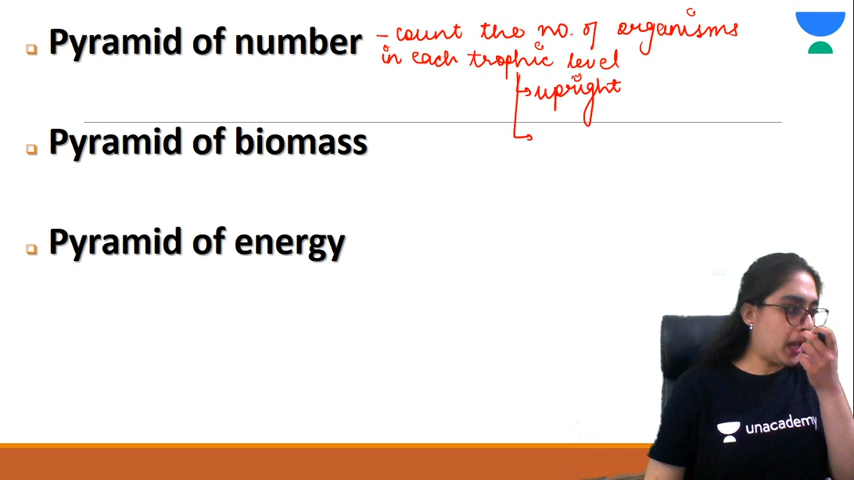 Pyramid of number
- count the no. of organisms
in each trophic level
upright
Pyramid of biomass
Pyramid of energy
unacademy